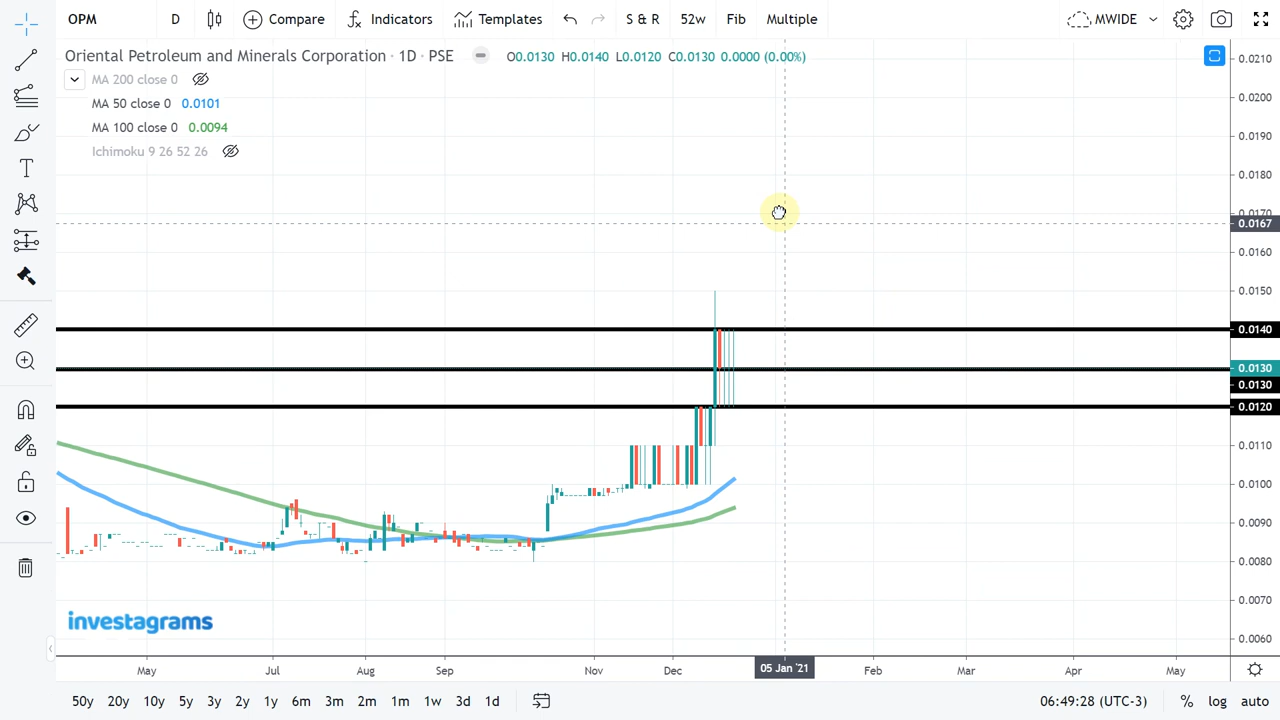 OPM D Compare Indicators Templates S & R 52w Fib Multiple MWIDE
Oriental Petroleum and Minerals Corporation · 1D · PSE O0.0130 H0.0140 L0.0120 C0.0130 0.0000 (0.00%)
MA 200 close 0
MA 50 close 0 0.0101
MA 100 close 0 0.0094
Ichimoku 9 26 52 26
0.0210
0.0200
0.0190
0.0180
0.0170
0.0167
0.0160
0.0150
0.0140
0.0130
0.0130
0.0120
0.0110
0.0100
0.0090
0.0080
0.0070
0.0060
investagrams
May Jul Aug Sep Nov Dec 05 Jan '21 Feb Mar Apr May
50y 20y 10y 5y 3y 2y 1y 6m 3m 2m 1m 1w 3d 1d 06:49:28 (UTC-3) % log auto